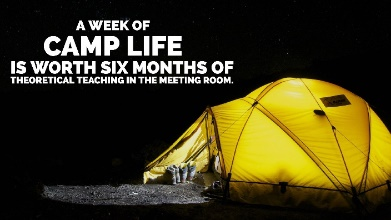 A WEEK OF
CAMP LIFE
IS WORTH SIX MONTHS OF
THEORETICAL TEACHING IN THE MEETING ROOM.